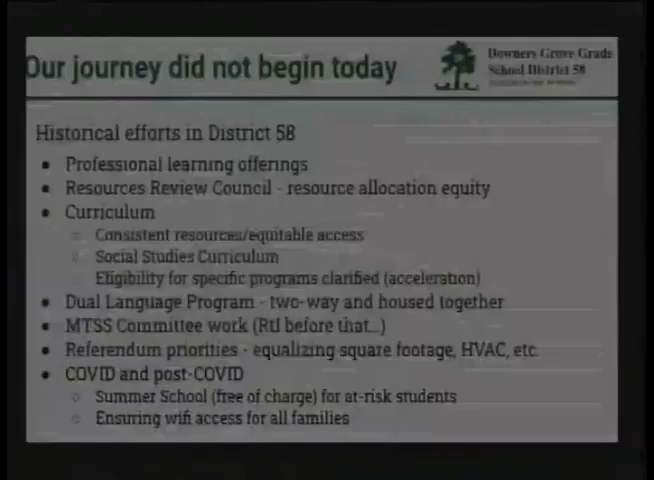 Our journey did not begin today
Downers Grove Grade
School District 58
Historical efforts in District 58
• Professional learning offerings
• Resources Review Council - resource allocation equity
• Curriculum
○ Consistent resources/equitable access
○ Social Studies Curriculum
○ Eligibility for specific programs clarified (acceleration)
• Dual Language Program - two-way and housed together
• MTSS Committee work (RtI before that...)
• Referendum priorities - equalizing square footage, HVAC, etc.
• COVID and post-COVID
○ Summer School (free of charge) for at-risk students
○ Ensuring wifi access for all families